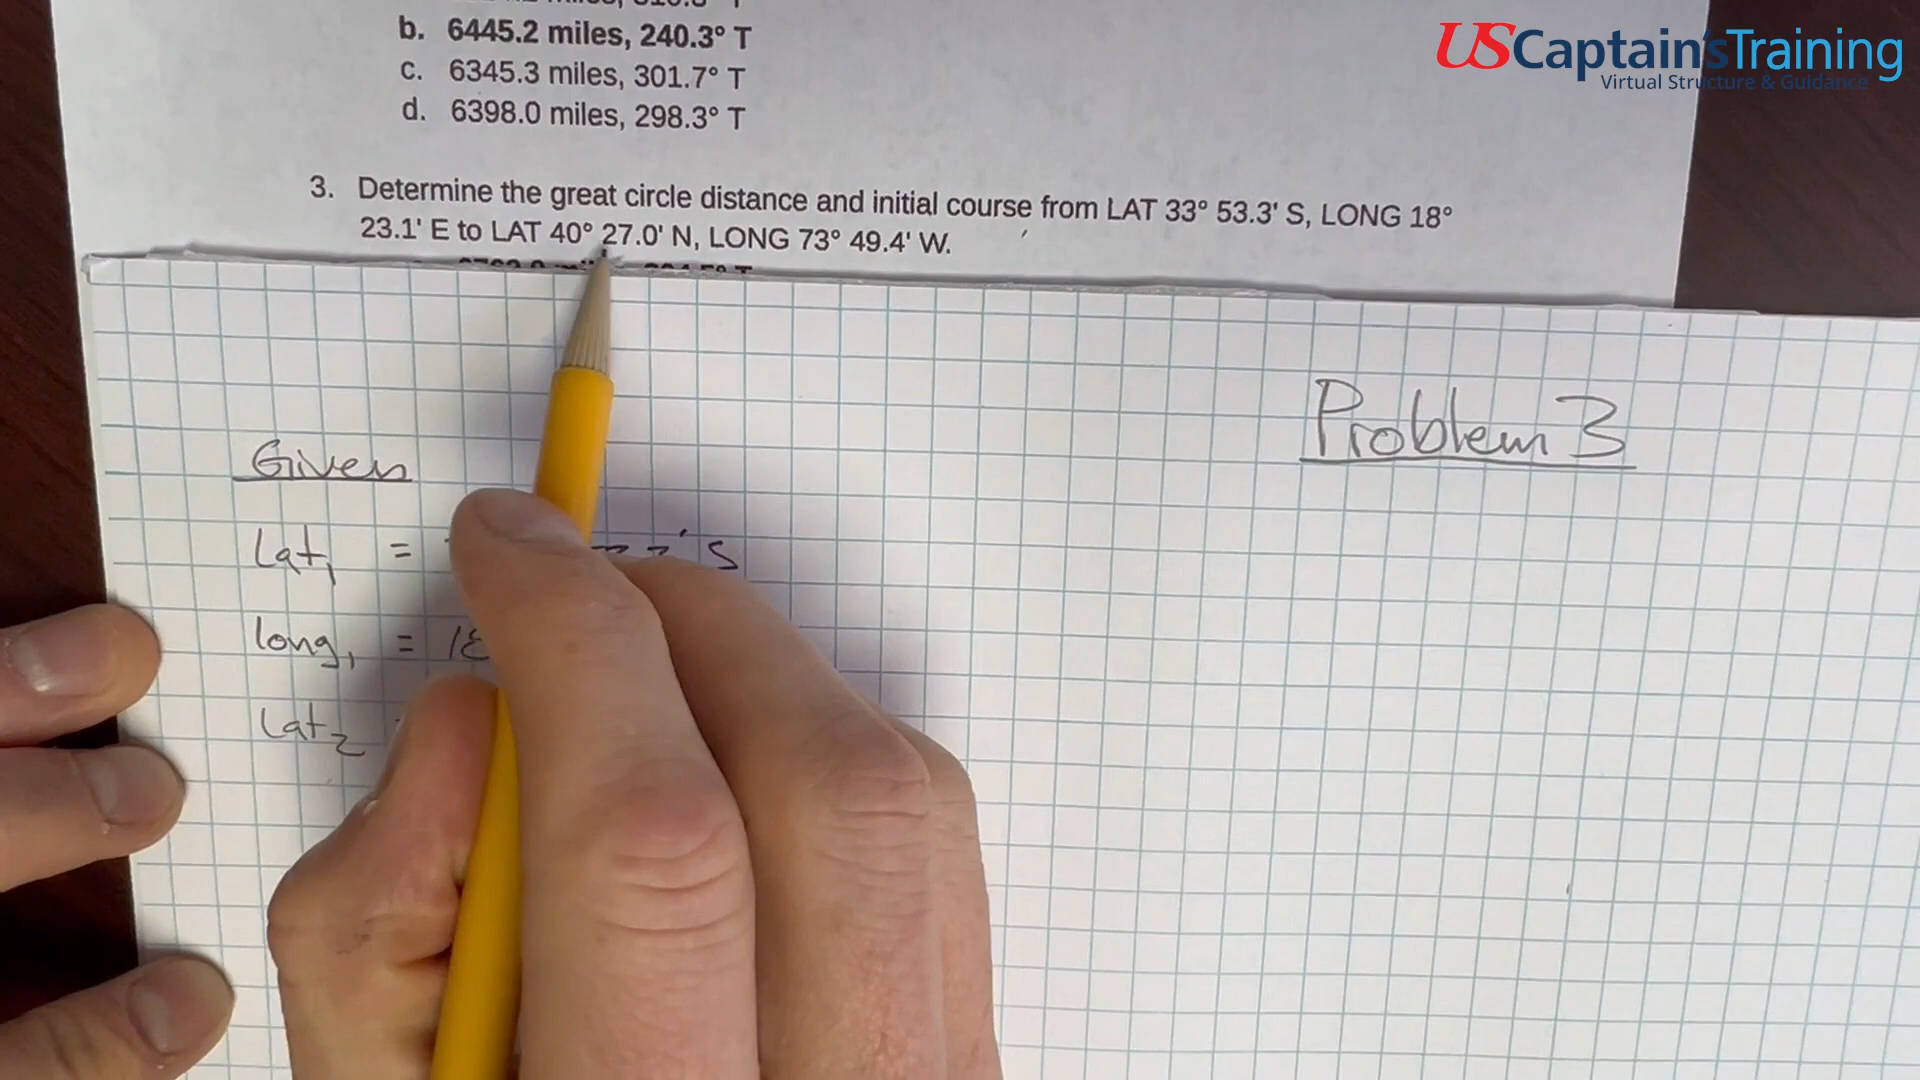 USCaptain'sTraining
Virtual Structure & Guidance
b. 6445.2 miles, 240.3° T
c. 6345.3 miles, 301.7° T
d. 6398.0 miles, 298.3° T
3. Determine the great circle distance and initial course from LAT 33° 53.3' S, LONG 18°
23.1' E to LAT 40° 27.0' N, LONG 73° 49.4' W.
Problem 3
Given
Lat₁ = ' S
long₁ = 18
Lat₂